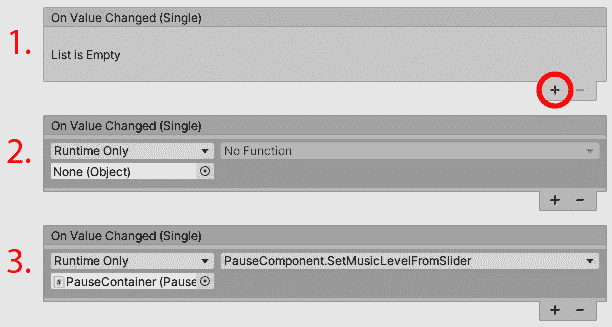 1.
On Value Changed (Single)
List is Empty
+ −
2.
On Value Changed (Single)
Runtime Only No Function
None (Object)
+ −
3.
On Value Changed (Single)
Runtime Only PauseComponent.SetMusicLevelFromSlider
# PauseContainer (Pause
+ −